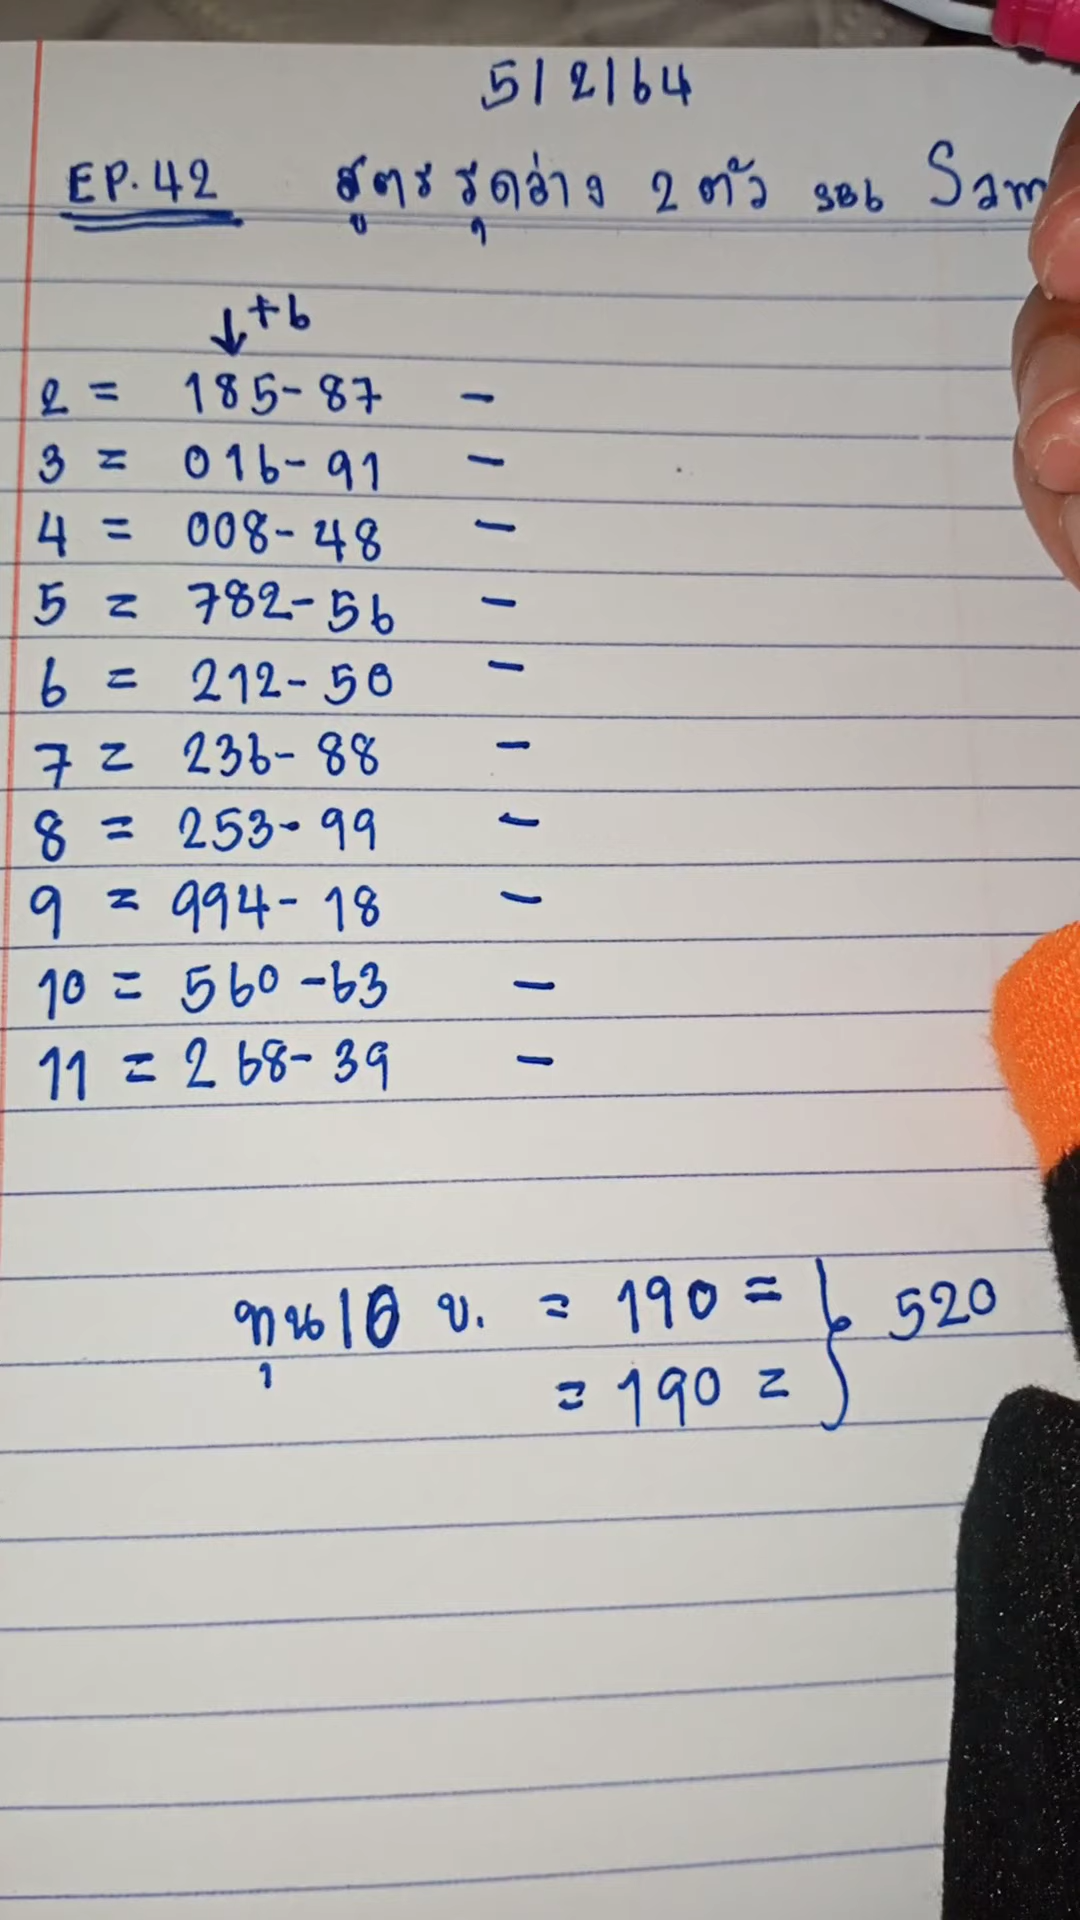 5/2/64
EP.42 สูตรรูดล่าง 2 ตัว Sam
↓+6
2 = 185-87 -
3 = 016-91 -
4 = 008-48 -
5 = 782-56 -
6 = 212-50 -
7 = 236-88 -
8 = 253-99 -
9 = 994-18 -
10 = 560-63 -
11 = 268-39 -
ทุน 10 บ. = 190 = } 520
= 190 =